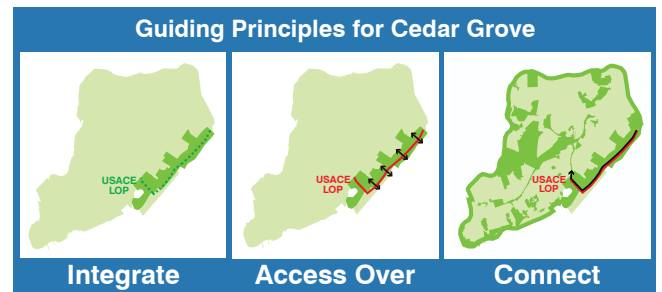 Guiding Principles for Cedar Grove
USACE
LOP
USACE
LOP
USACE
LOP
Integrate
Access Over
Connect